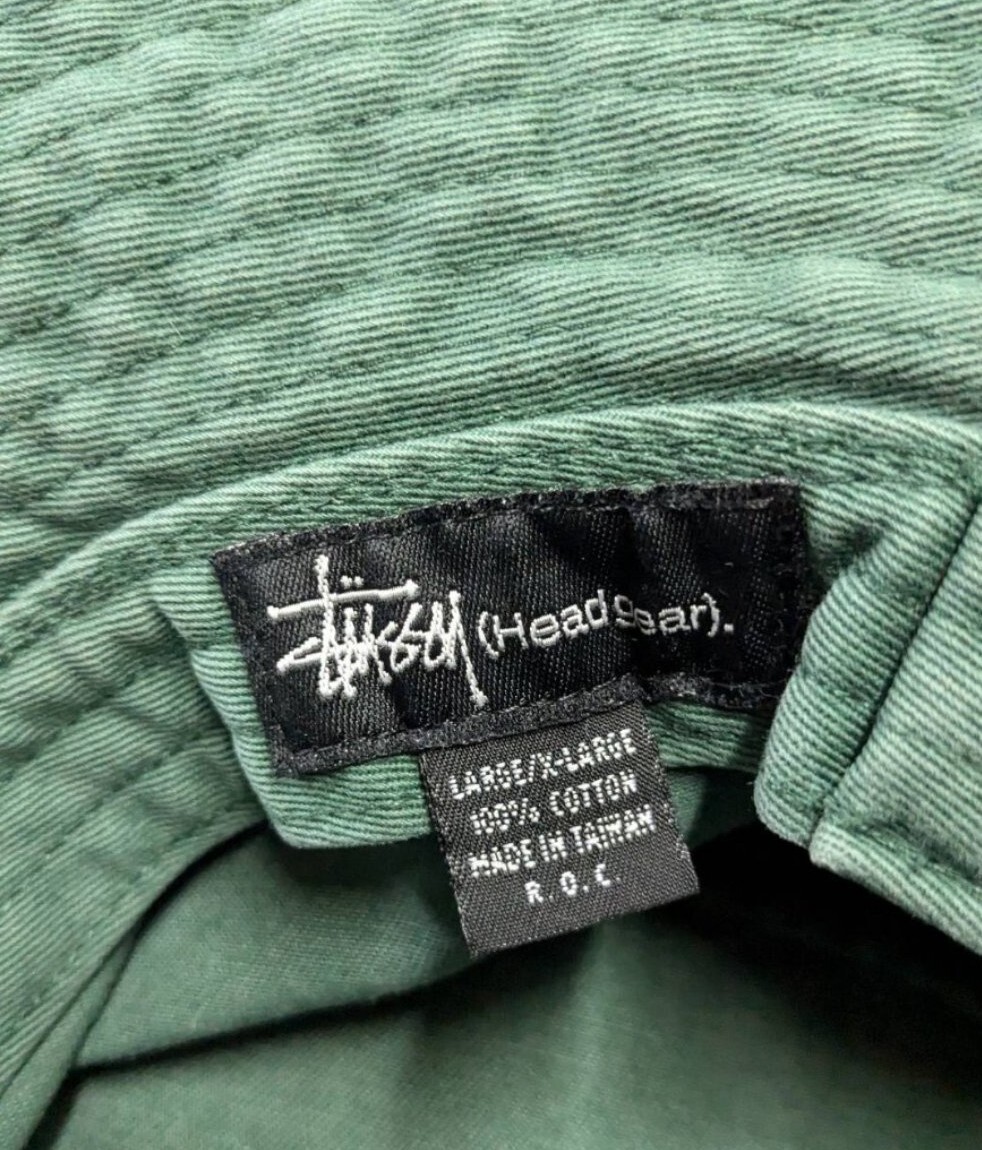 Stüssy (Headgear).
LARGE/X-LARGE
100% COTTON
MADE IN TAIWAN
R.O.C.